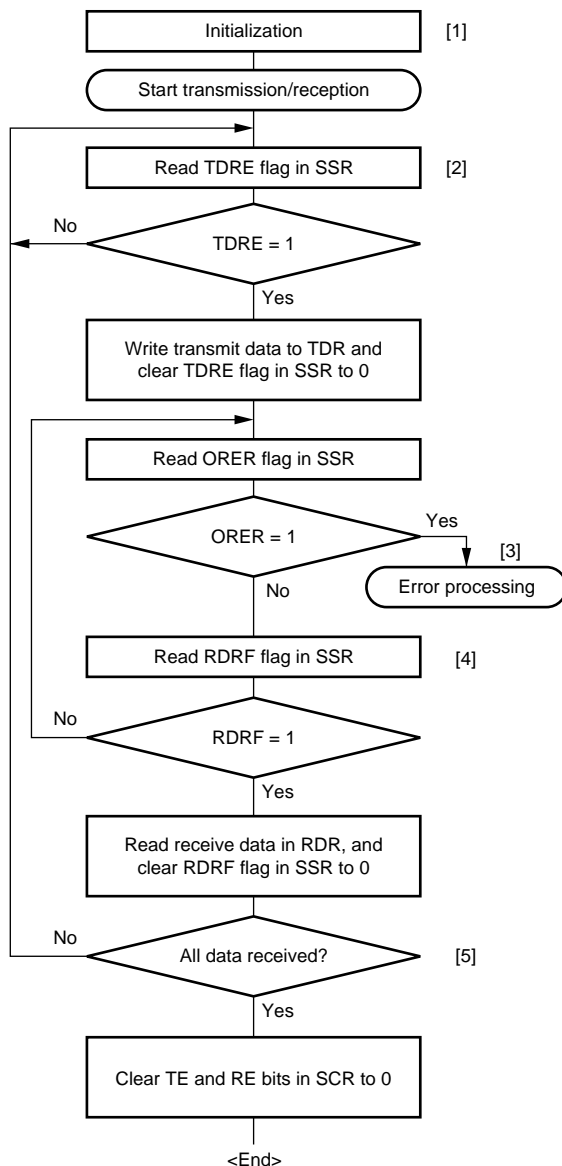 Initialization
[1]
Start transmission/reception
Read TDRE flag in SSR
[2]
No
TDRE = 1
Yes
Write transmit data to TDR and
clear TDRE flag in SSR to 0
Read ORER flag in SSR
ORER = 1
Yes
[3]
Error processing
No
Read RDRF flag in SSR
[4]
No
RDRF = 1
Yes
Read receive data in RDR, and
clear RDRF flag in SSR to 0
No
All data received?
[5]
Yes
Clear TE and RE bits in SCR to 0
<End>